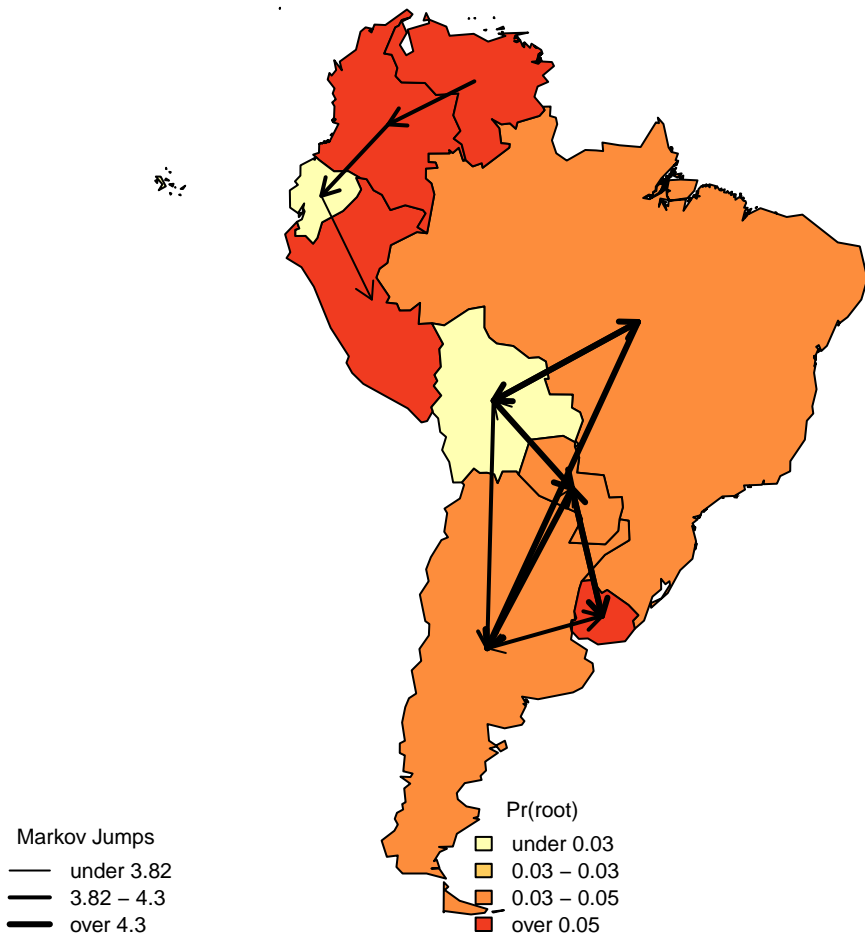 Markov Jumps
under 3.82
3.82 − 4.3
over 4.3
Pr(root)
under 0.03
0.03 − 0.03
0.03 − 0.05
over 0.05